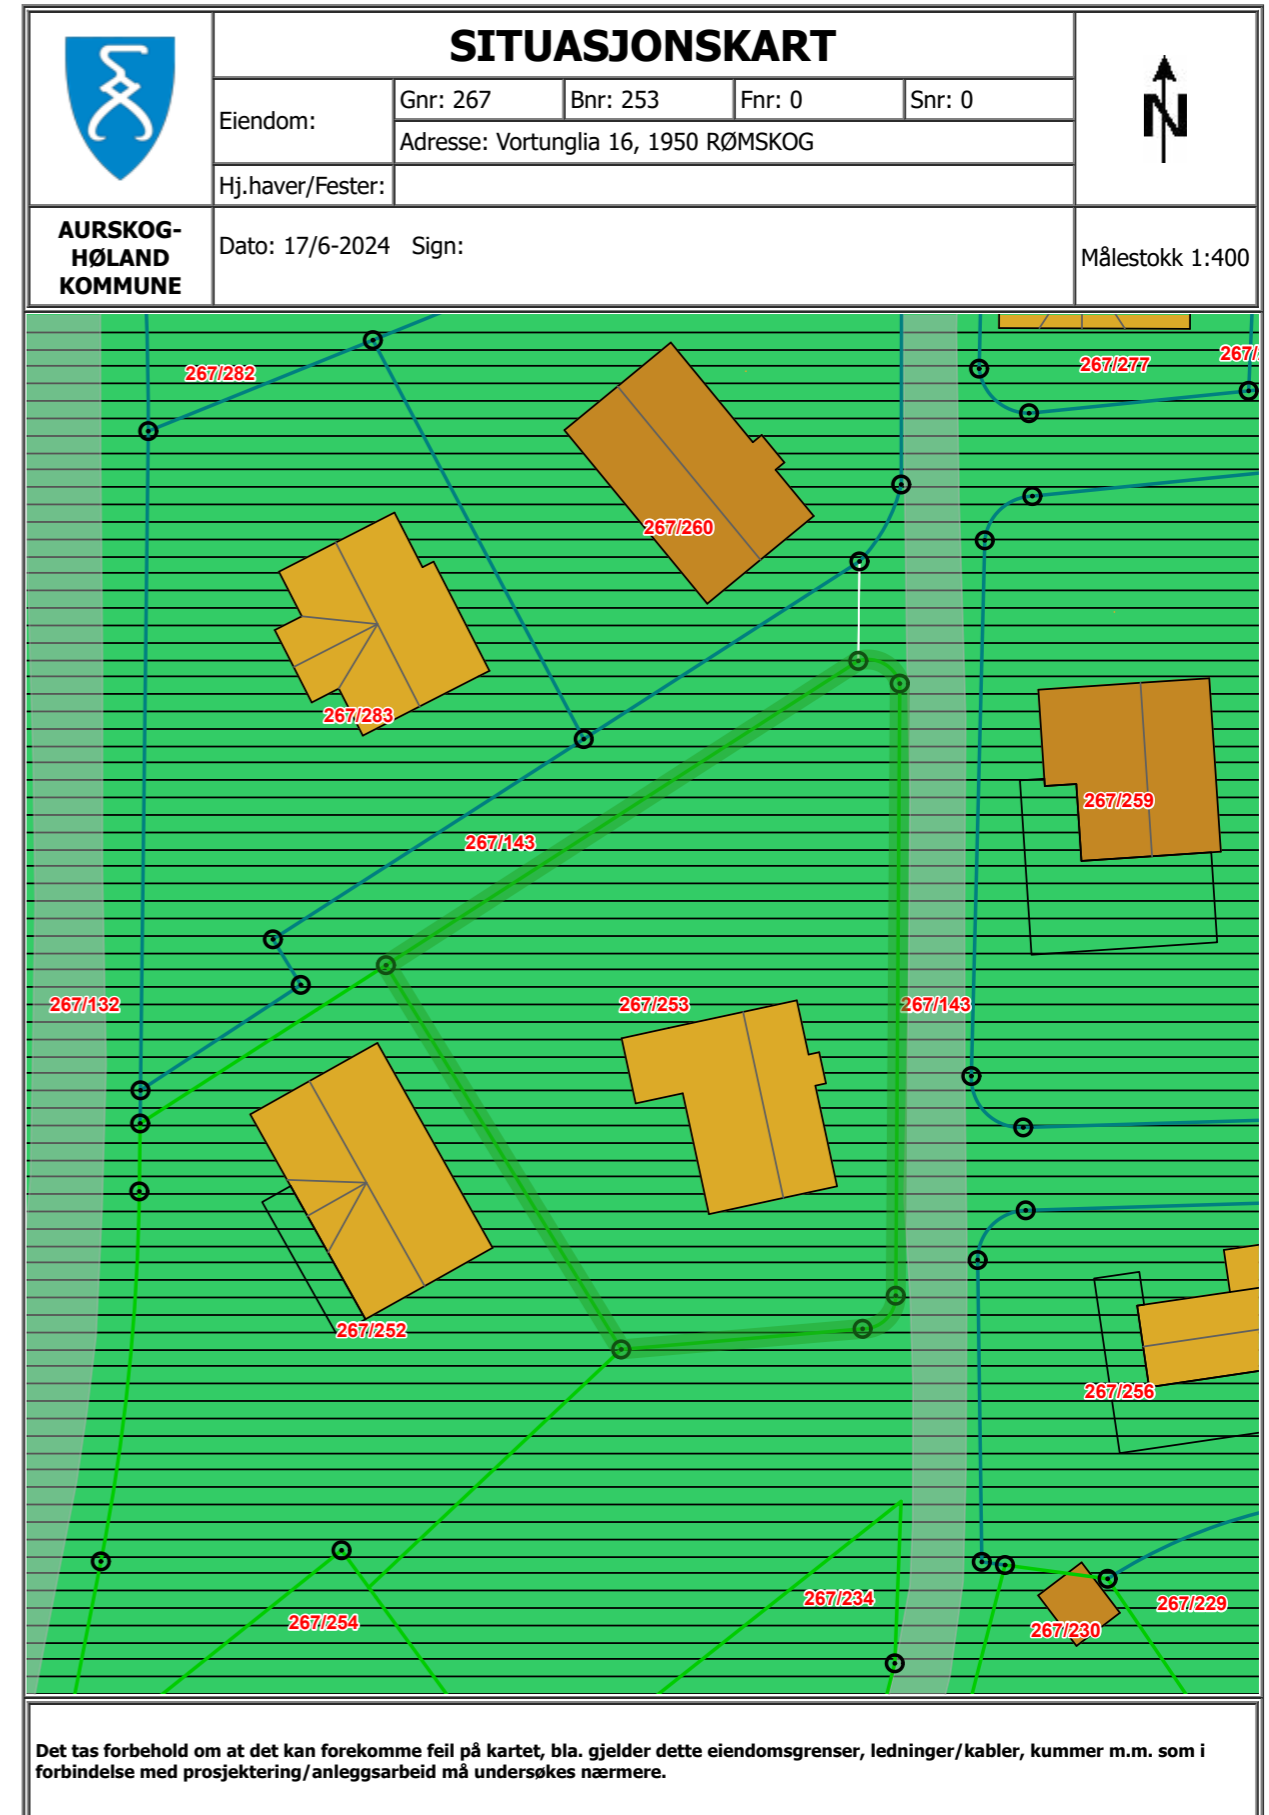 SITUASJONSKART
Eiendom:
Gnr: 267
Bnr: 253
Fnr: 0
Snr: 0
Adresse: Vortunglia 16, 1950 RØMSKOG
Hj.haver/Fester:
N
AURSKOG-
HØLAND
KOMMUNE
Dato: 17/6-2024 Sign:
Målestokk 1:400
267/282
267/277
267/
267/260
267/283
267/259
267/143
267/132
267/253
267/143
267/252
267/256
267/254
267/234
267/229
267/230
Det tas forbehold om at det kan forekomme feil på kartet, bla. gjelder dette eiendomsgrenser, ledninger/kabler, kummer m.m. som i
forbindelse med prosjektering/anleggsarbeid må undersøkes nærmere.